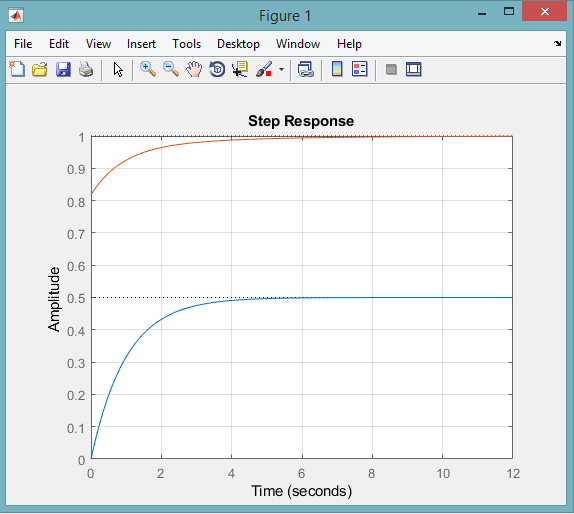 Figure 1
File Edit View Insert Tools Desktop Window Help
Step Response
1
0.9
0.8
0.7
0.6
0.5
0.4
0.3
0.2
0.1
0
Amplitude
0 2 4 6 8 10 12
Time (seconds)